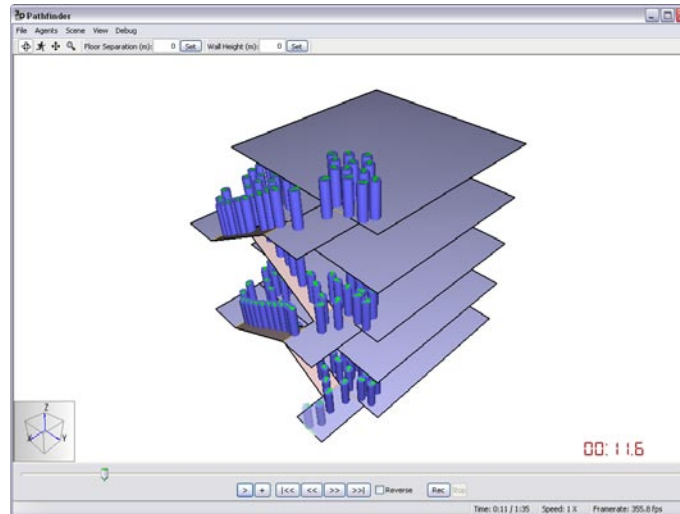 Pathfinder
File Agents Scene View Debug
Floor Separation (m): 0 Set Wall Height (m): 0 Set
Z
X Y
00:11.6
> + |<< << >> >>| Reverse Rec Stop
Time: 0:11 / 1:35 Speed: 1 X Framerate: 355.8 fps